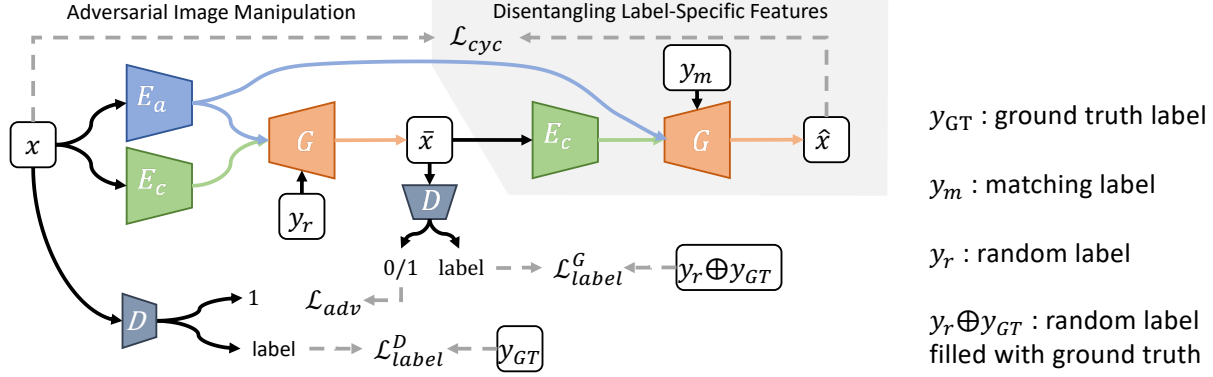 Adversarial Image Manipulation
Disentangling Label-Specific Features
ℒ_cyc
y_m
E_a
x
G
x̄
E_c
G
x̂
E_c
y_r
D
0/1 label
ℒ^G_label
y_r⊕y_GT
1
ℒ_adv
D
label
ℒ^D_label
y_GT
y_GT : ground truth label
y_m : matching label
y_r : random label
y_r⊕y_GT : random label
filled with ground truth